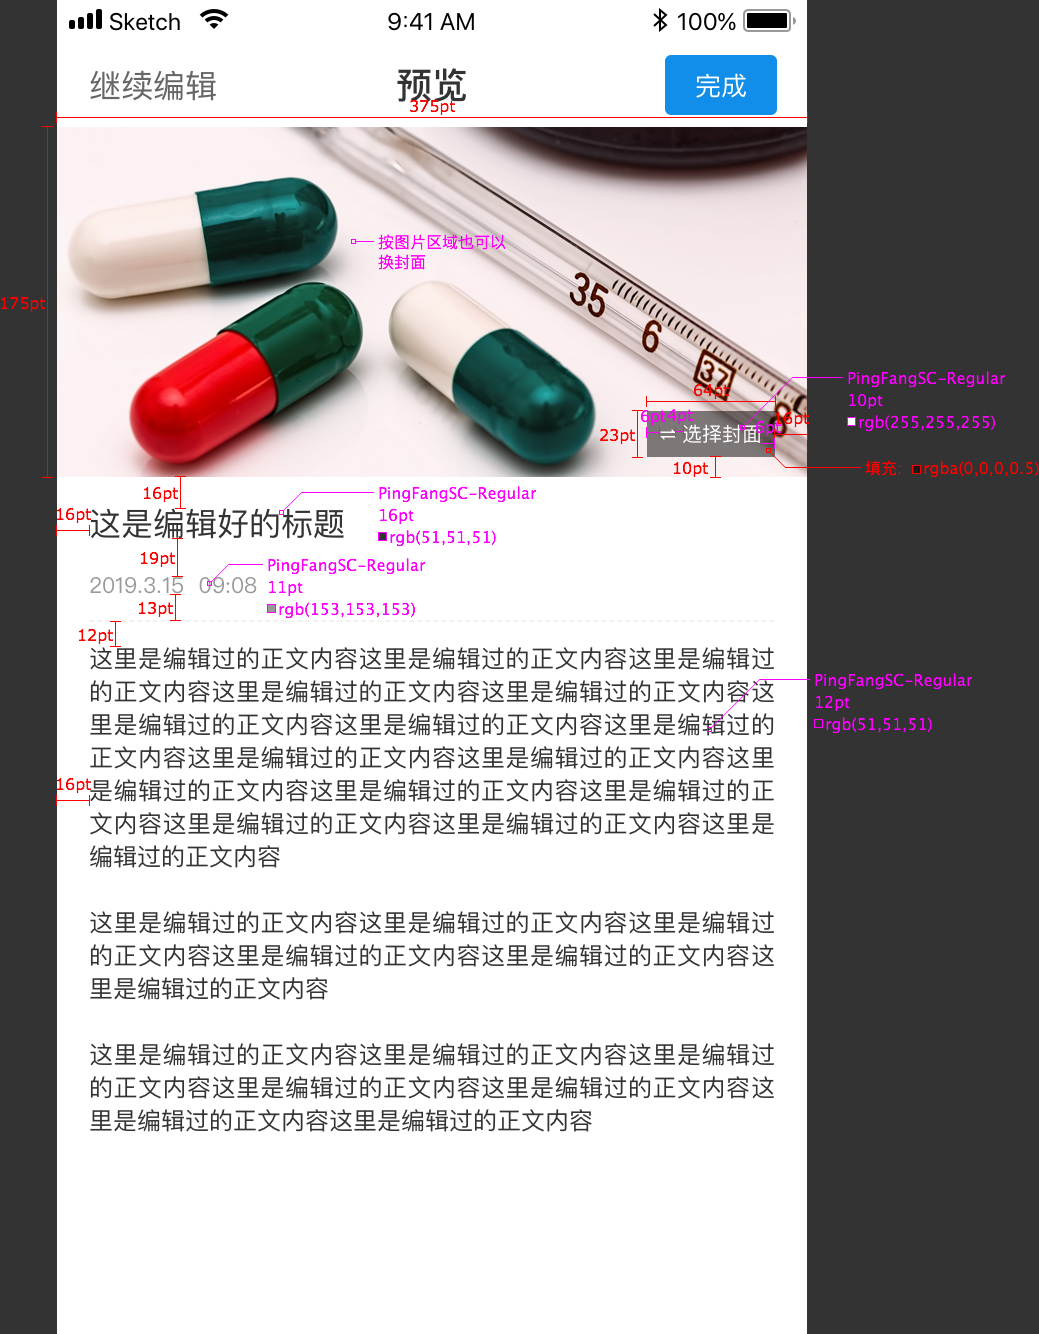 Sketch 9:41 AM 100%
继续编辑 预览 完成
375pt
175pt
按图片区域也可以
换封面
35
6
37
8
64pt
PingFangSC-Regular
10pt
rgb(255,255,255)
6pt 4pt 6pt 16pt
23pt
⇌ 选择封面
10pt
填充: rgba(0,0,0,0.5)
16pt
16pt
这是编辑好的标题
PingFangSC-Regular
16pt
rgb(51,51,51)
19pt
2019.3.15 09:08
PingFangSC-Regular
11pt
rgb(153,153,153)
13pt
12pt
这里是编辑过的正文内容这里是编辑过的正文内容这里是编辑过
的正文内容这里是编辑过的正文内容这里是编辑过的正文内容这
里是编辑过的正文内容这里是编辑过的正文内容这里是编辑过的
正文内容这里是编辑过的正文内容这里是编辑过的正文内容这里
是编辑过的正文内容这里是编辑过的正文内容这里是编辑过的正
文内容这里是编辑过的正文内容这里是编辑过的正文内容这里是
编辑过的正文内容
PingFangSC-Regular
12pt
rgb(51,51,51)
16pt
这里是编辑过的正文内容这里是编辑过的正文内容这里是编辑过
的正文内容这里是编辑过的正文内容这里是编辑过的正文内容这
里是编辑过的正文内容
这里是编辑过的正文内容这里是编辑过的正文内容这里是编辑过
的正文内容这里是编辑过的正文内容这里是编辑过的正文内容这
里是编辑过的正文内容这里是编辑过的正文内容